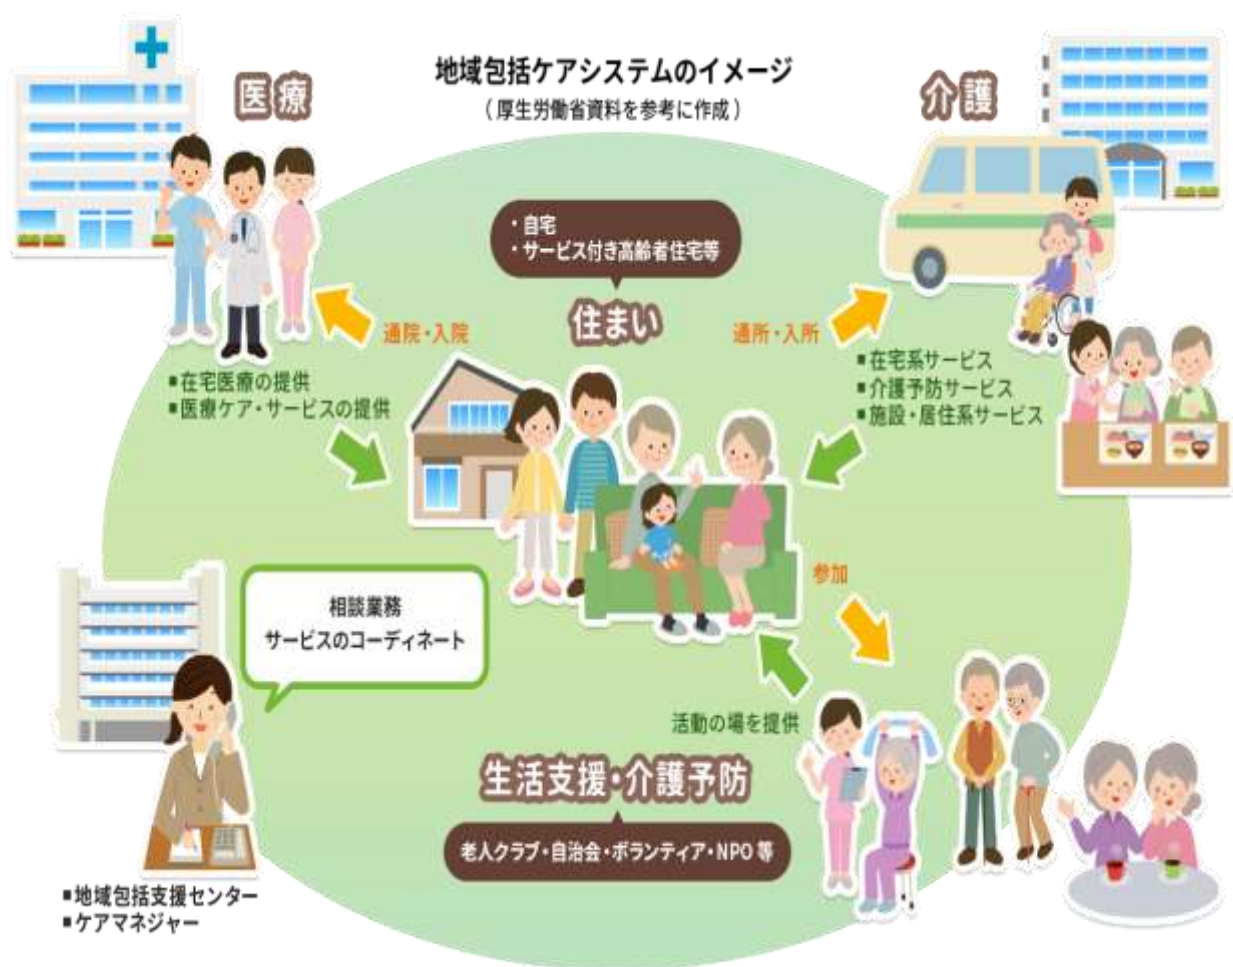 地域包括ケアシステムのイメージ
(厚生労働省資料を参考に作成)
医療
介護
・自宅
・サービス付き高齢者住宅等
住まい
通院・入院
通所・入所
■在宅医療の提供
■医療ケア・サービスの提供
■在宅系サービス
■介護予防サービス
■施設・居住系サービス
参加
相談業務
サービスのコーディネート
活動の場を提供
生活支援・介護予防
老人クラブ・自治会・ボランティア・NPO 等
■地域包括支援センター
■ケアマネジャー